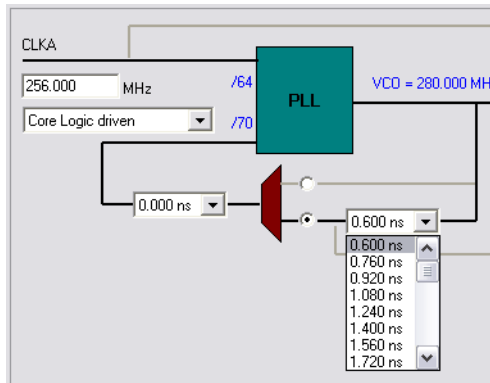 CLKA
256.000 MHz
/64
PLL
VCO = 280.000 MH
Core Logic driven
/70
0.000 ns
0.600 ns
0.600 ns
0.760 ns
0.920 ns
1.080 ns
1.240 ns
1.400 ns
1.560 ns
1.720 ns